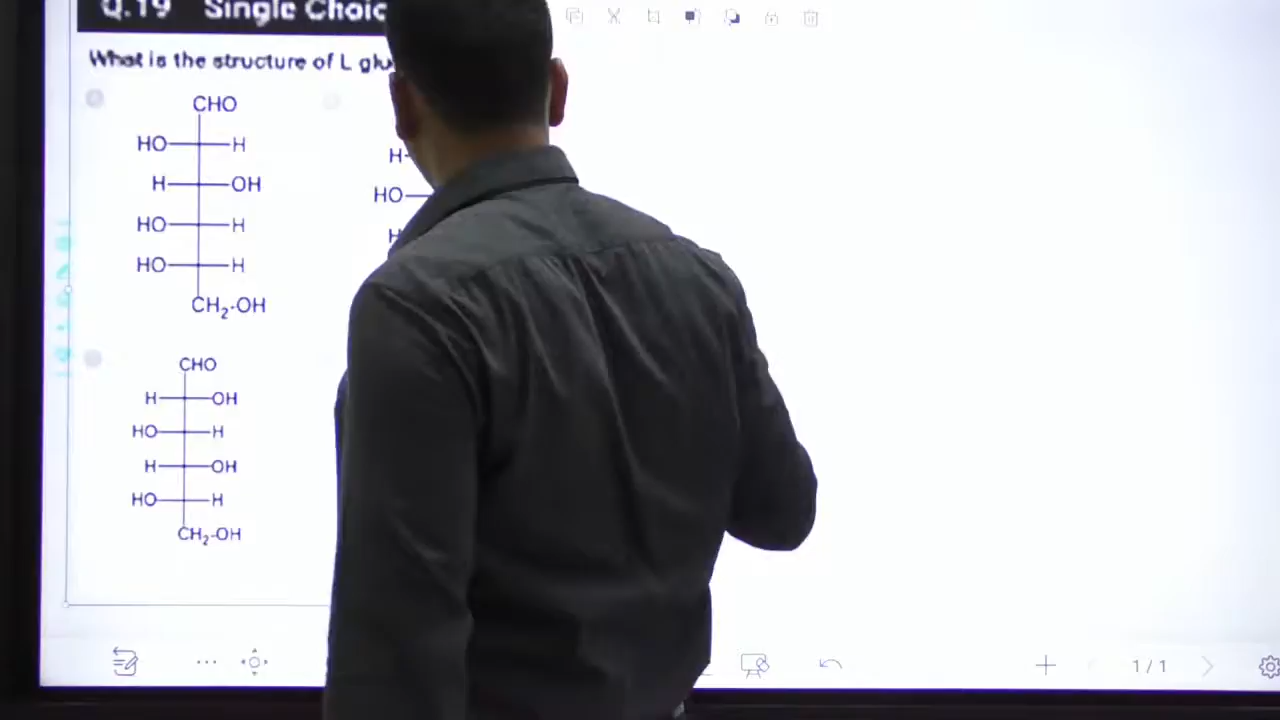 Q.19 Single Choic
What is the structure of L glu
CHO
HO H
H OH
HO H
HO H
CH2-OH
H
HO
H
CHO
H OH
HO H
H OH
HO H
CH2-OH
1/1